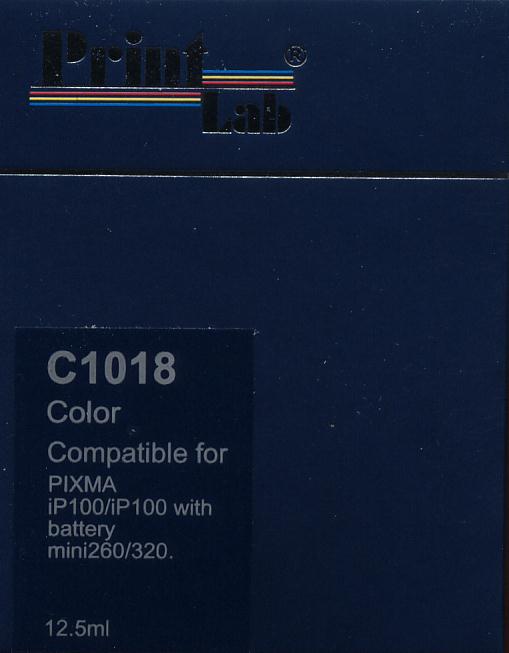 Print ®
Lab
C1018
Color
Compatible for
PIXMA
iP100/iP100 with
battery
mini260/320.
12.5ml